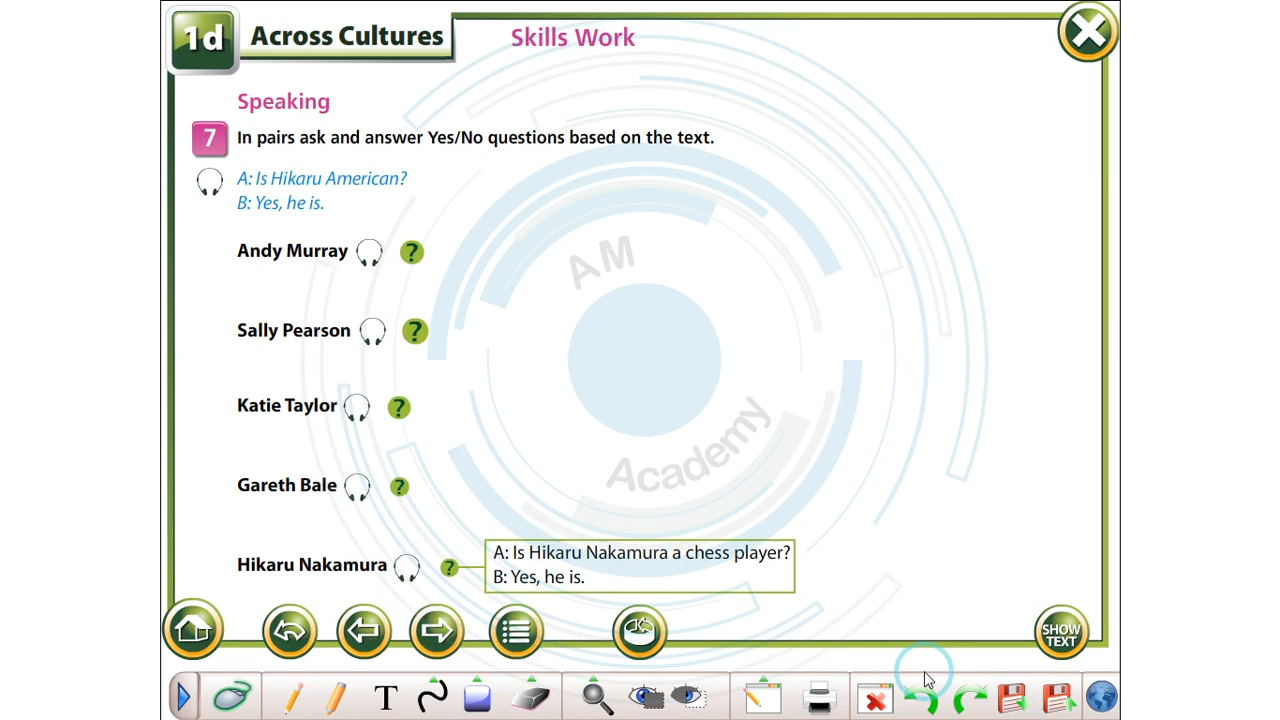 1d Across Cultures Skills Work
Speaking
7 In pairs ask and answer Yes/No questions based on the text.
A: Is Hikaru American?
B: Yes, he is.
Andy Murray ?
Sally Pearson ?
Katie Taylor ?
Gareth Bale ?
Hikaru Nakamura ?
A: Is Hikaru Nakamura a chess player?
B: Yes, he is.
AM
Academy
SHOW
TEXT
T